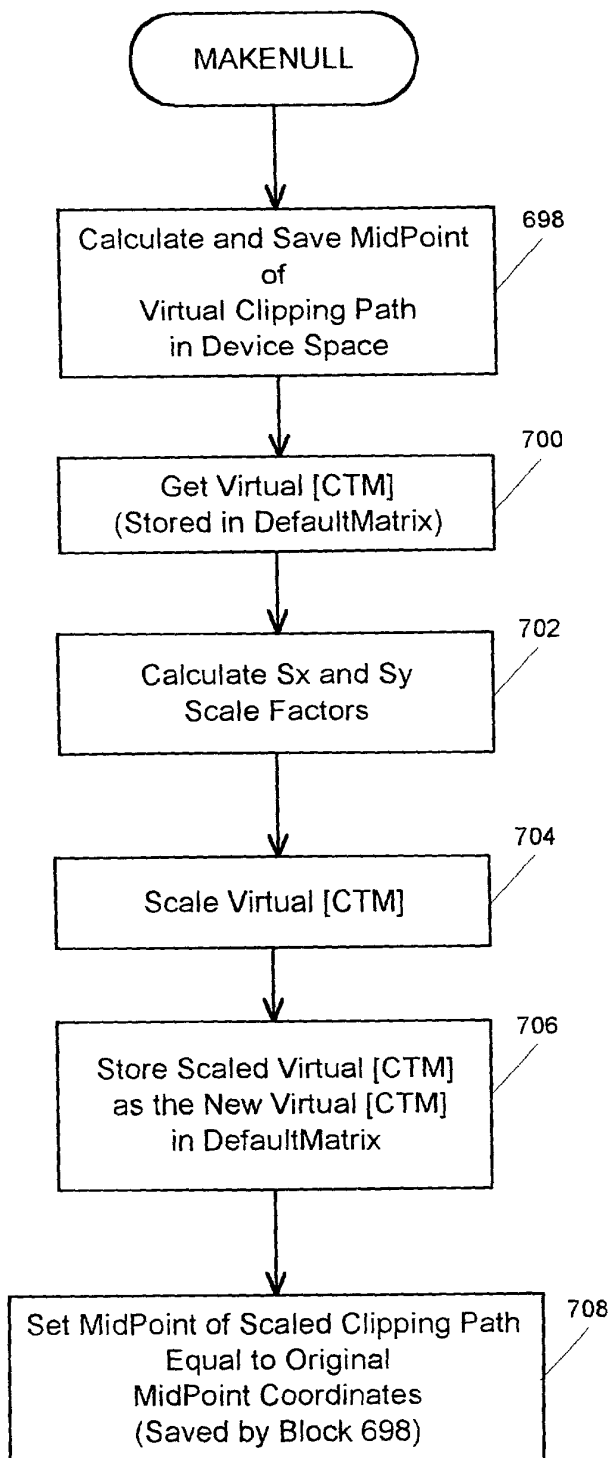 MAKENULL
698
Calculate and Save MidPoint
of
Virtual Clipping Path
in Device Space
700
Get Virtual [CTM]
(Stored in DefaultMatrix)
702
Calculate Sx and Sy
Scale Factors
704
Scale Virtual [CTM]
706
Store Scaled Virtual [CTM]
as the New Virtual [CTM]
in DefaultMatrix
708
Set MidPoint of Scaled Clipping Path
Equal to Original
MidPoint Coordinates
(Saved by Block 698)